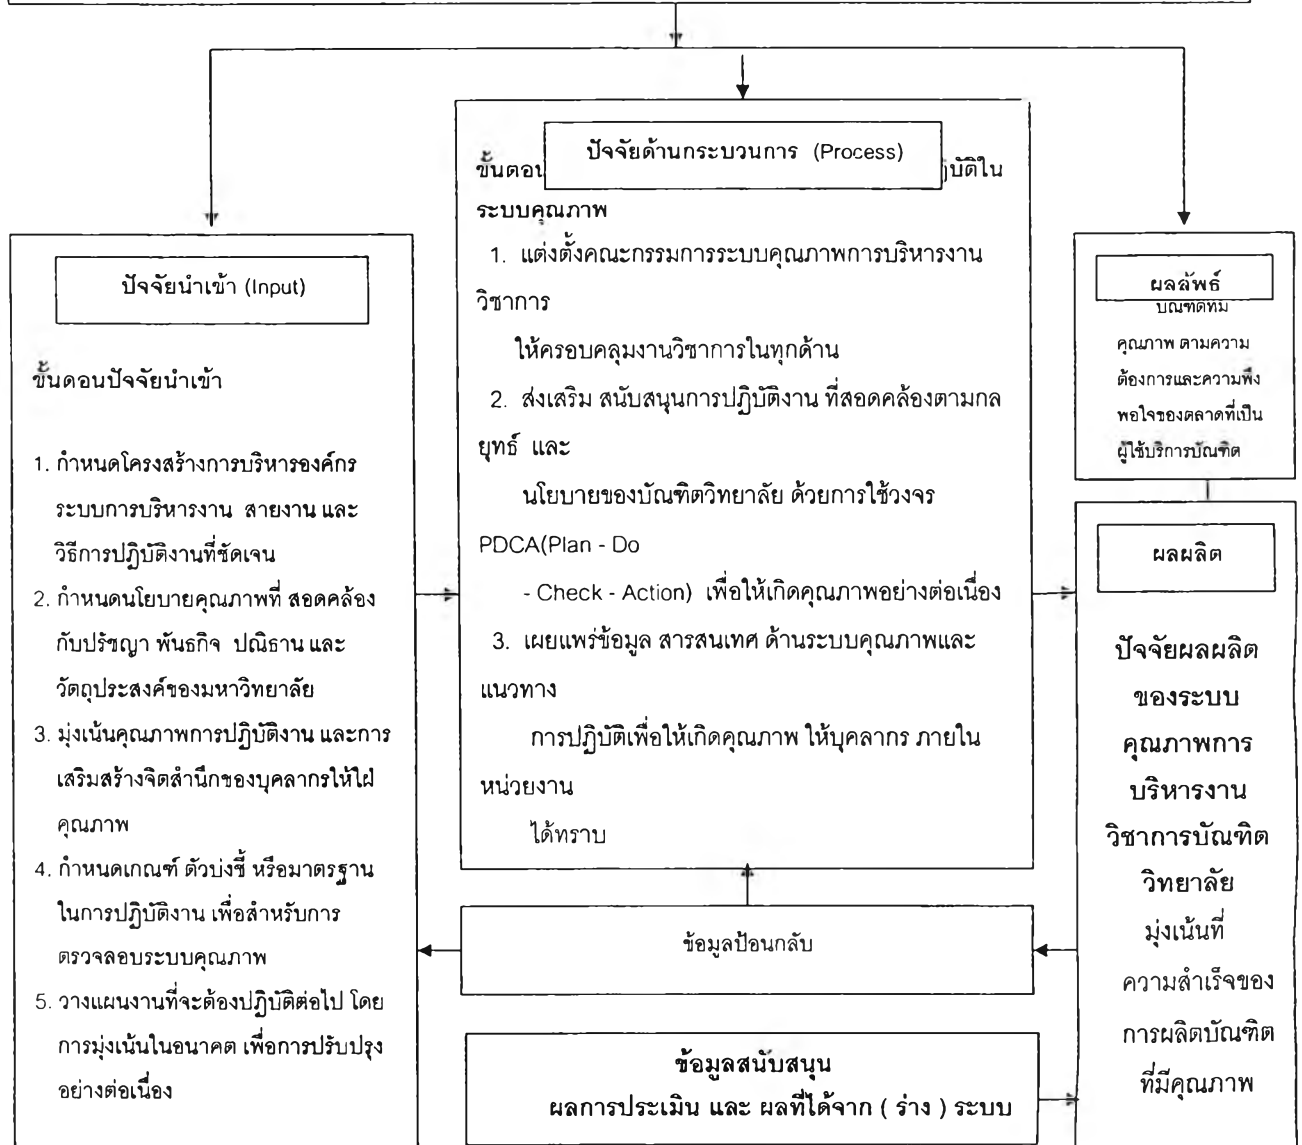 ปัจจัยด้านกระบวนการ (Process)
ระบบคุณภาพ
1. แต่งตั้งคณะกรรมการระบบคุณภาพการบริหารงาน
วิชาการ
ให้ครอบคลุมงานวิชาการในทุกด้าน
2. ส่งเสริม สนับสนุนการปฏิบัติงาน ที่สอดคล้องตามกล
ยุทธ์ และ
นโยบายของบัณฑิตวิทยาลัย ด้วยการใช้วงจร
PDCA(Plan - Do
- Check - Action) เพื่อให้เกิดคุณภาพอย่างต่อเนื่อง
3. เผยแพร่ข้อมูล สารสนเทศ ด้านระบบคุณภาพและ
แนวทาง
การปฏิบัติเพื่อให้เกิดคุณภาพ ให้บุคลากร ภายใน
หน่วยงาน
ได้ทราบ
ปัจจัยนำเข้า (Input)
ขั้นตอนปัจจัยนำเข้า
1. กำหนดโครงสร้างการบริหารองค์กร
ระบบการบริหารงาน สายงาน และ
วิธีการปฏิบัติงานที่ชัดเจน
2. กำหนดนโยบายคุณภาพที่ สอดคล้อง
กับปรัชญา พันธกิจ ปณิธาน และ
วัตถุประสงค์ของมหาวิทยาลัย
3. มุ่งเน้นคุณภาพการปฏิบัติงาน และการ
เสริมสร้างจิตสำนึกของบุคลากรให้ใฝ่
คุณภาพ
4. กำหนดเกณฑ์ ตัวบ่งชี้ หรือมาตรฐาน
ในการปฏิบัติงาน เพื่อสำหรับการ
ตรวจสอบระบบคุณภาพ
5. วางแผนงานที่จะต้องปฏิบัติต่อไป โดย
การมุ่งเน้นในอนาคต เพื่อการปรับปรุง
อย่างต่อเนื่อง
ผลลัพธ์
คุณภาพ ตามความ
ต้องการและความพึง
พอใจของตลาดที่เป็น
ผู้ใช้บริการบัณฑิต
ผลผลิต
ปัจจัยผลผลิต
ของระบบ
คุณภาพการ
บริหารงาน
วิชาการบัณฑิต
วิทยาลัย
มุ่งเน้นที่
ความสำเร็จของ
การผลิตบัณฑิต
ที่มีคุณภาพ
ข้อมูลป้อนกลับ
ข้อมูลสนับสนุน
ผลการประเมิน และ ผลที่ได้จาก ( ร่าง ) ระบบ